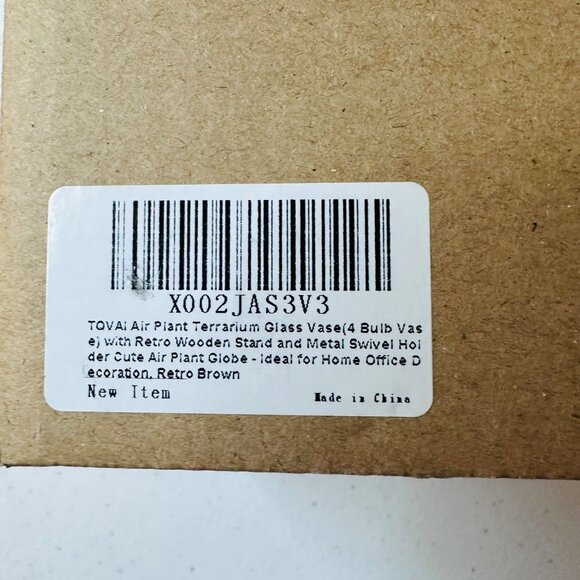 X002JAS3V3
TQVAi Air Plant Terrarium Glass Vase(4 Bulb Vas
e) with Retro Wooden Stand and Metal Swivel Hol
der Cute Air Plant Globe - Ideal for Home Office D
ecoration, Retro Brown
New Item
Made in China